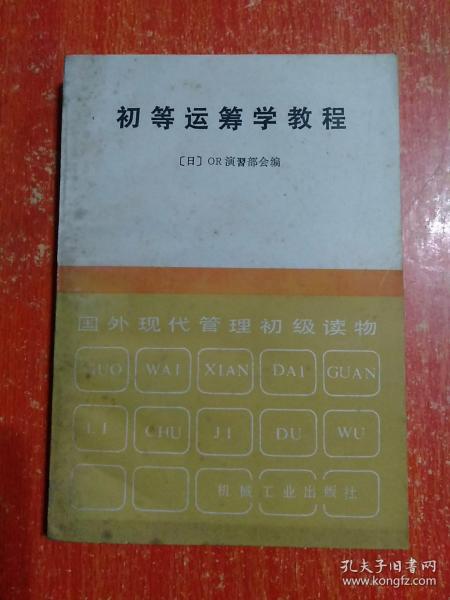 初等运筹学教程
〔日〕OR演習部会编
国外现代管理初级读物
GUO WAI XIAN DAI GUAN
LI CHU JI DU WU
机械工业出版社
孔夫子旧书网
www.kongfz.com